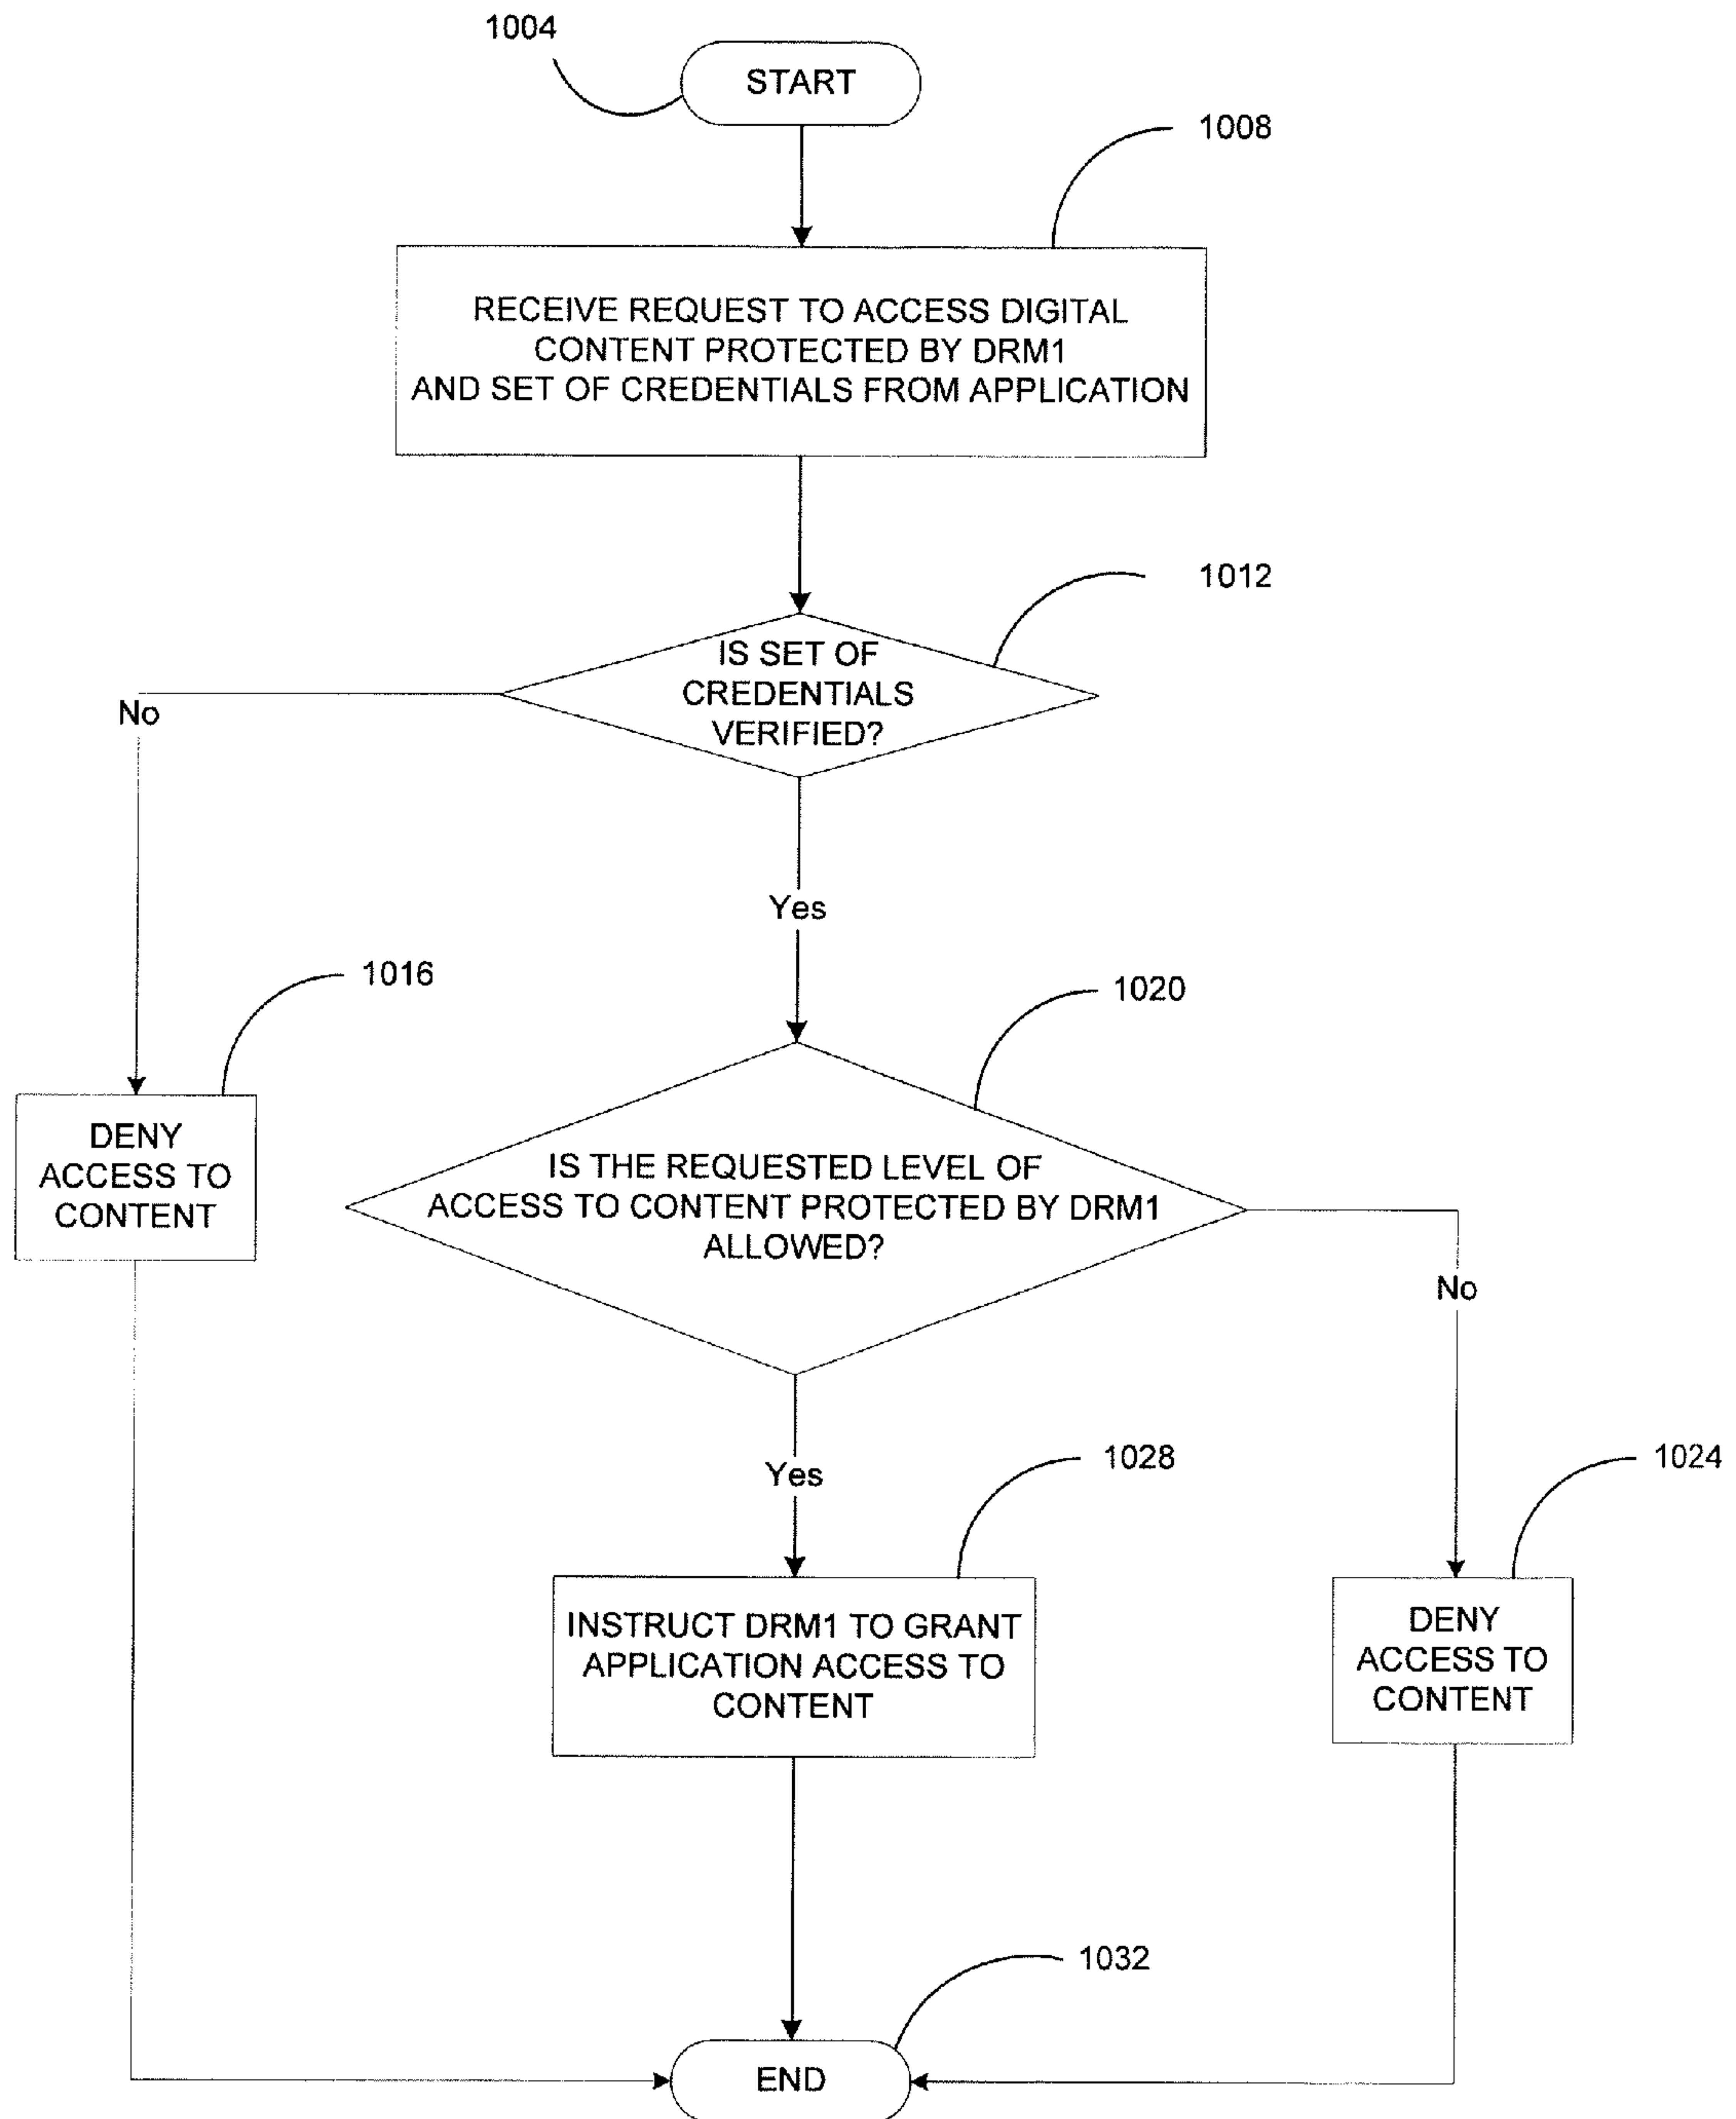 1004
START
1008
RECEIVE REQUEST TO ACCESS DIGITAL
CONTENT PROTECTED BY DRM1
AND SET OF CREDENTIALS FROM APPLICATION
1012
IS SET OF
CREDENTIALS
VERIFIED?
No
Yes
1016
DENY
ACCESS TO
CONTENT
1020
IS THE REQUESTED LEVEL OF
ACCESS TO CONTENT PROTECTED BY DRM1
ALLOWED?
No
Yes
1028
INSTRUCT DRM1 TO GRANT
APPLICATION ACCESS TO
CONTENT
1024
DENY
ACCESS TO
CONTENT
1032
END